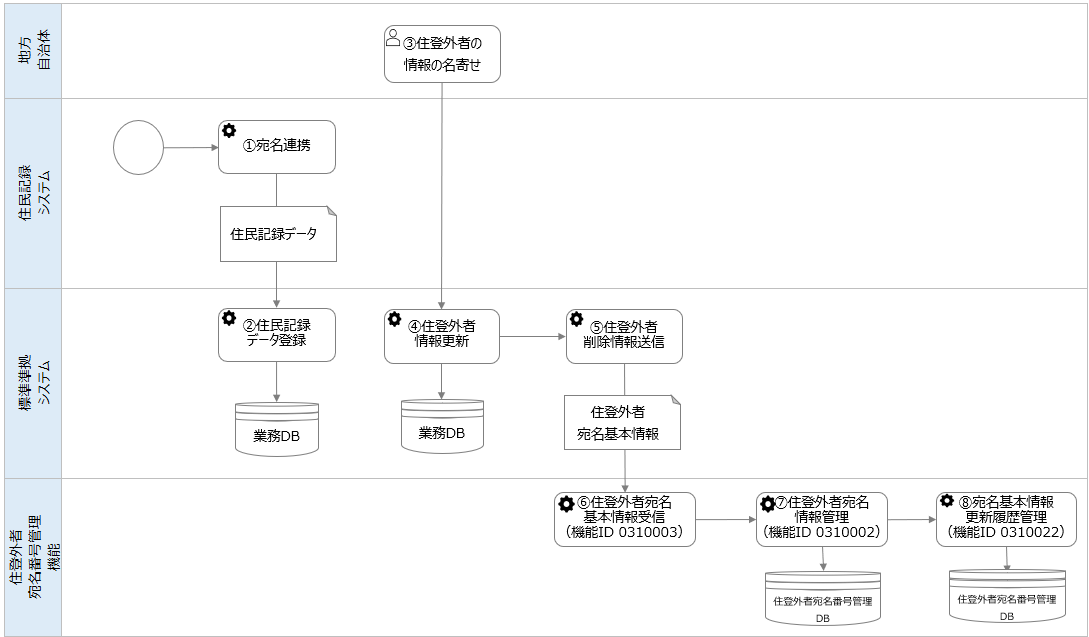 地方
自治体
③住登外者の
情報の名寄せ
住民記録
システム
①宛名連携
住民記録データ
標準準拠
システム
②住民記録
データ登録
業務DB
④住登外者
情報更新
業務DB
⑤住登外者
削除情報送信
住登外者
宛名基本情報
住登外者
宛名番号管理
機能
⑥住登外者宛名
基本情報受信
（機能ID 0310003）
⑦住登外者宛名
情報管理
（機能ID 0310002）
住登外者宛名番号管理
DB
⑧宛名基本情報
更新履歴管理
（機能ID 0310022）
住登外者宛名番号管理
DB